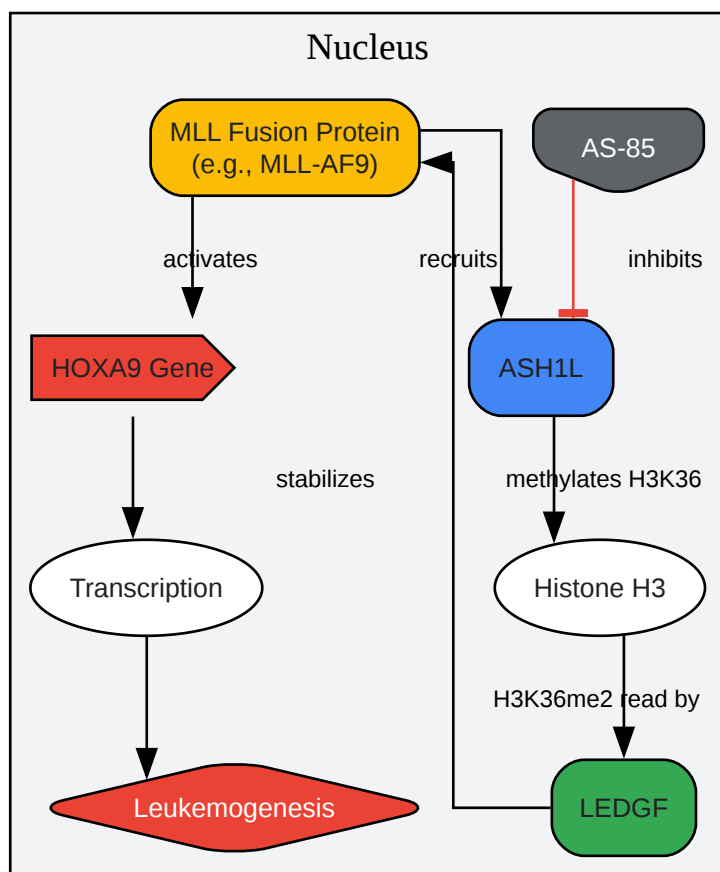 Nucleus
MLL Fusion Protein
(e.g., MLL-AF9)
AS-85
activates
recruits
inhibits
HOXA9 Gene
ASH1L
stabilizes
methylates H3K36
Transcription
Histone H3
H3K36me2 read by
Leukemogenesis
LEDGF